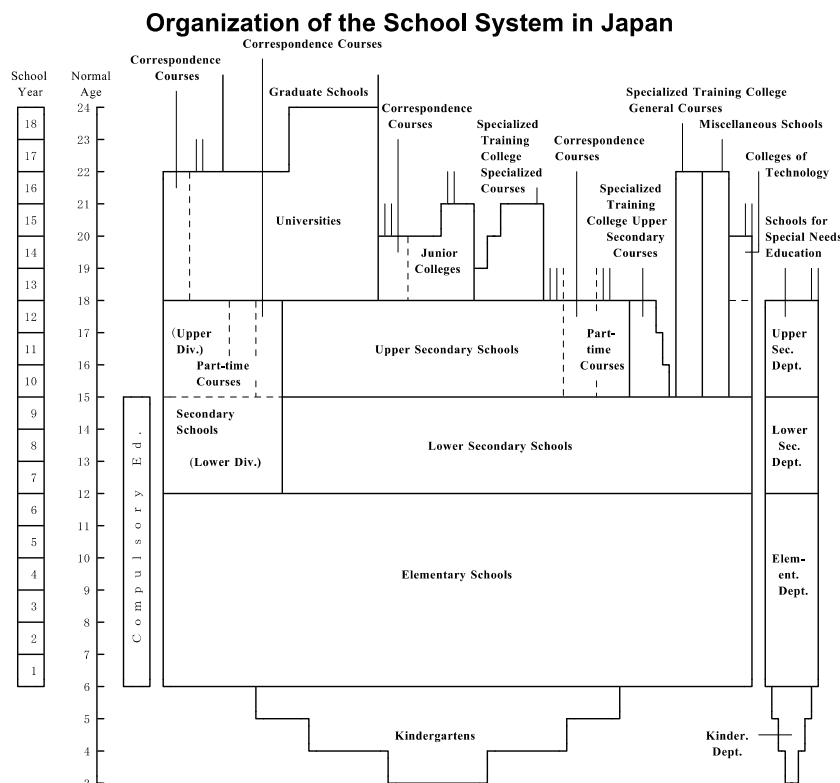 Organization of the School System in Japan
Correspondence Courses
Correspondence
Courses
School
Year
Normal
Age
Graduate Schools
Correspondence
Courses
Specialized
Training
College
Specialized
Courses
Correspondence
Courses
Specialized Training College
General Courses
Miscellaneous Schools
Colleges of
Technology
Specialized
Training
College Upper
Secondary
Courses
Schools for
Special Needs
Education
Universities
Junior
Colleges
24
18
23
17
22
16
21
15
20
14
19
13
18
12
17
11
16
10
15
9
14
8
13
7
12
6
11
5
10
4
9
3
8
2
7
1
6
5
4
3
(Upper
Div.)
Part-time
Courses
Upper Secondary Schools
Part-
time
Courses
Upper
Sec.
Dept.
Secondary
Schools
(Lower Div.)
Lower Secondary Schools
Lower
Sec.
Dept.
Compulsory Ed.
Elementary Schools
Elem-
ent.
Dept.
Kindergartens
Kinder.
Dept.